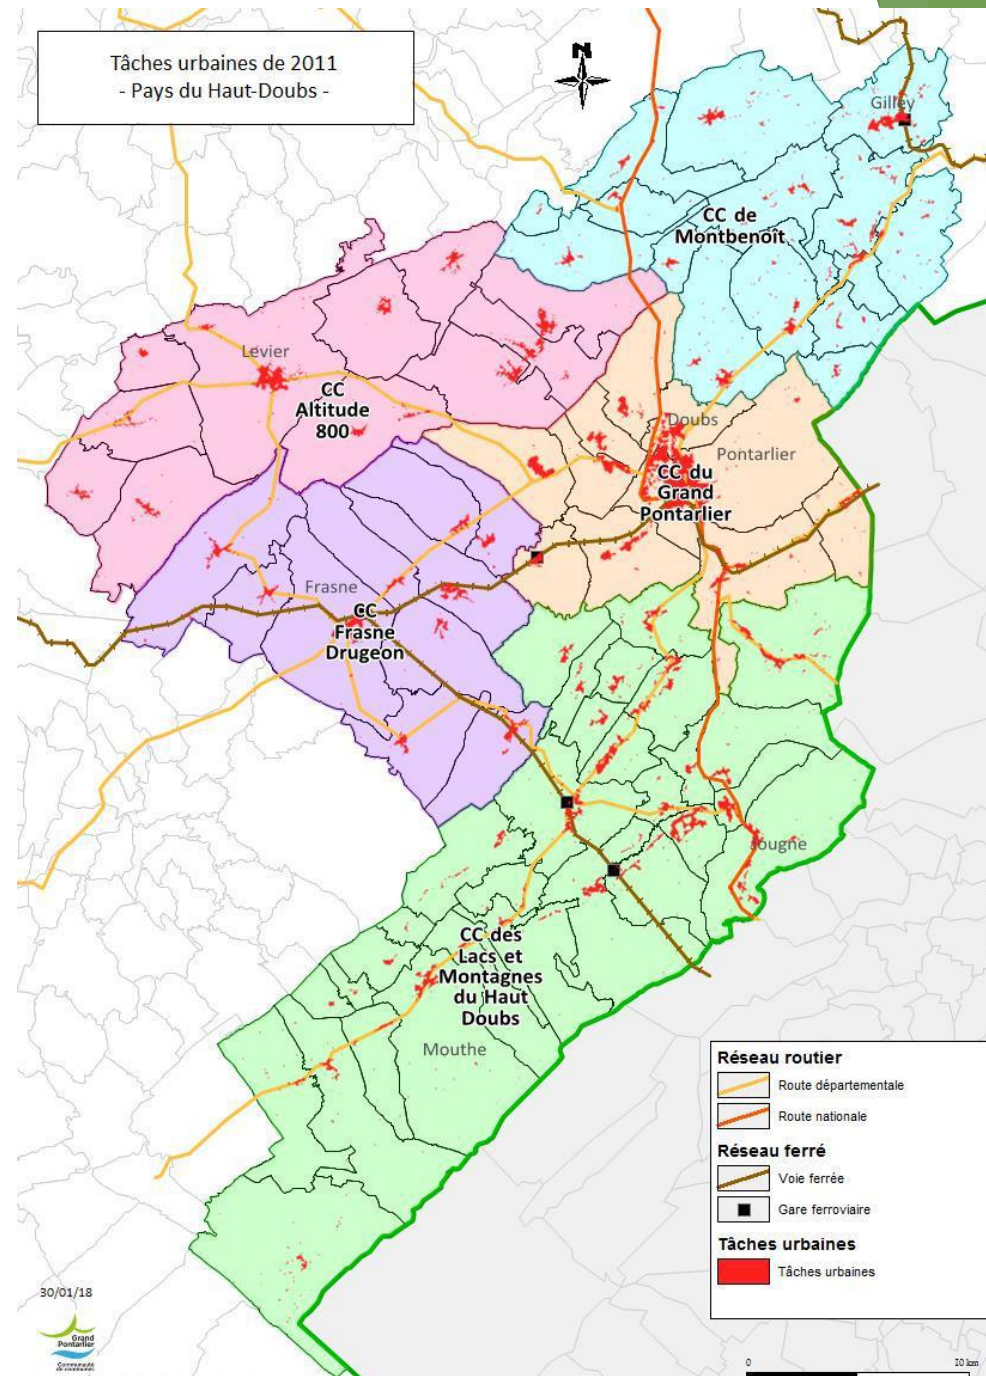 Tâches urbaines de 2011
- Pays du Haut-Doubs -
N
Gilley
CC de
Montbenoît
Levier
CC
Altitude
800
Doubs
Pontarlier
CC du
Grand
Pontarlier
Frasne
CC
Frasne
Drugeon
Jougne
CC des
Lacs et
Montagnes
du Haut
Doubs
Mouthe
Réseau routier
Route départementale
Route nationale
Réseau ferré
Voie ferrée
Gare ferroviaire
Tâches urbaines
Tâches urbaines
30/01/18
Grand
Pontarlier
Communauté
de communes
0 10 km